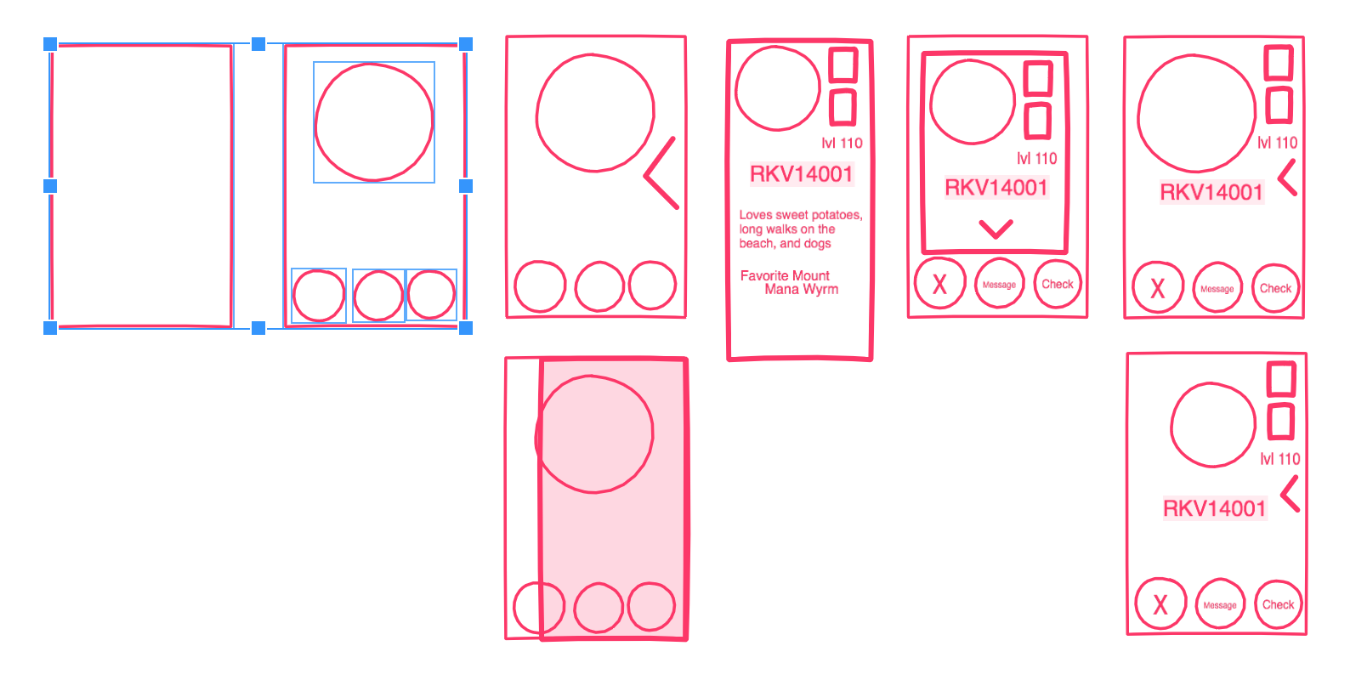 lvl 110
RKV14001
Loves sweet potatoes,
long walks on the
beach, and dogs
Favorite Mount
Mana Wyrm
lvl 110
RKV14001
X
Message
Check
lvl 110
RKV14001
X
Message
Check
lvl 110
RKV14001
X
Message
Check